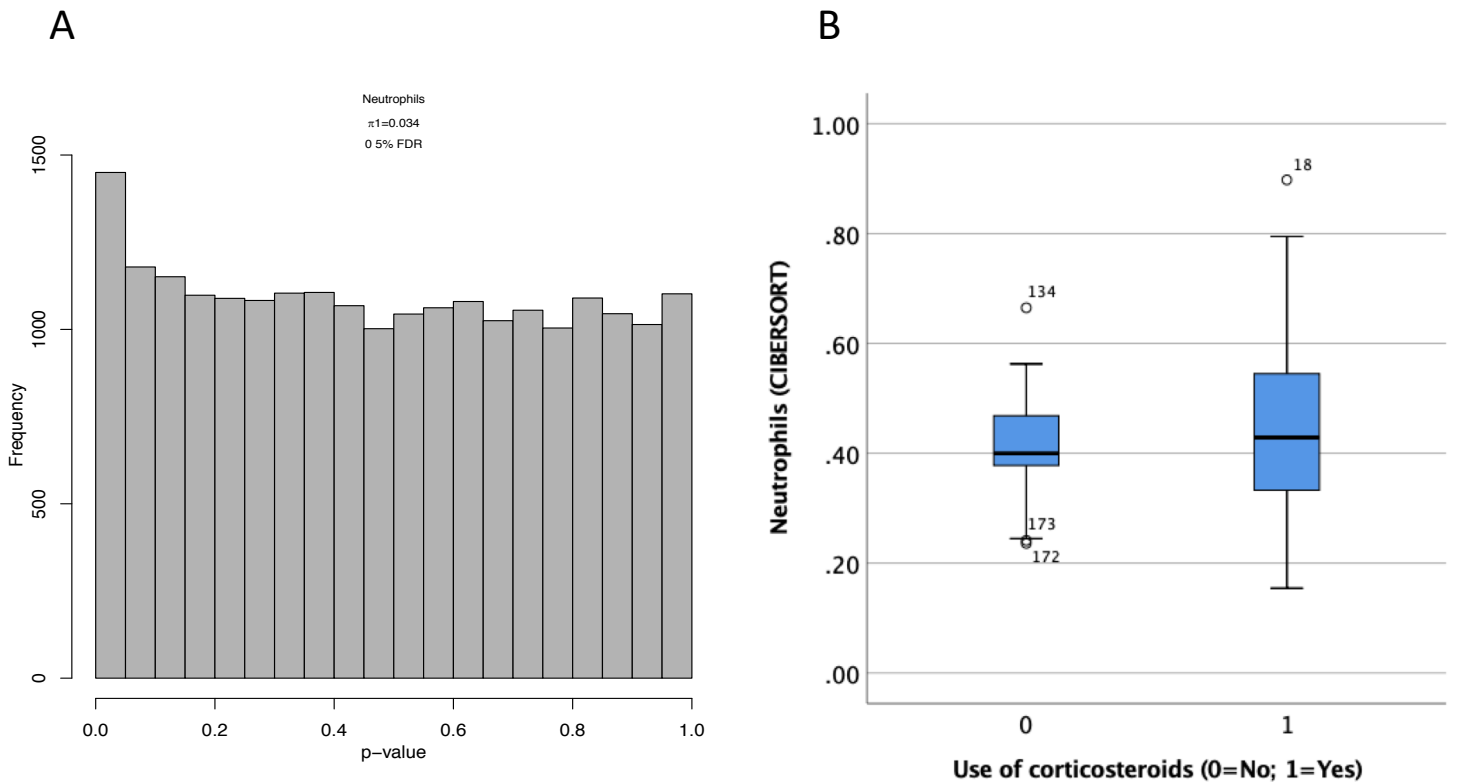 A
Neutrophils
π1=0.034
0 5% FDR
Frequency
1500
1000
500
0
0.0 0.2 0.4 0.6 0.8 1.0
p−value
B
Neutrophils (CIBERSORT)
1.00
.80
.60
.40
.20
.00
18
134
173
172
0 1
Use of corticosteroids (0=No; 1=Yes)